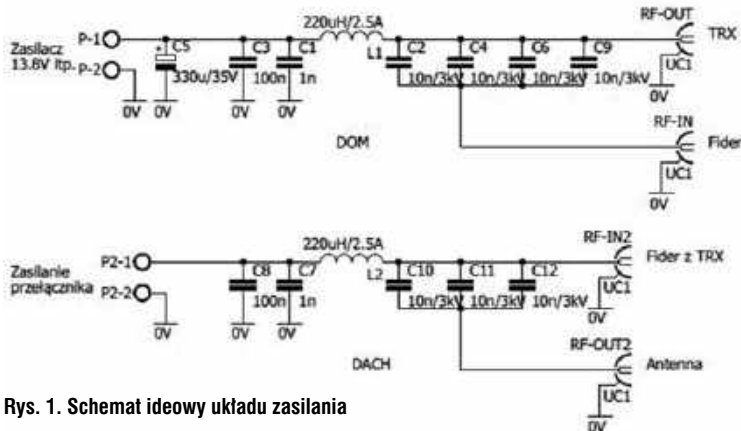 220uH/2.5A
RF-OUT
P-1
TRX
Zasilacz
13.8V itp.
P-2
C5
330u/35V
C3
100n
C1
1n
L1
C2
C4
C6
C9
10n/3kV 10n/3kV 10n/3kV 10n/3kV
UC1
0V
0V 0V 0V 0V
DOM
RF-IN
Fider
UC1
0V
220uH/2.5A
RF-IN2
P2-1
Fider z TRX
Zasilanie
przełącznika
P2-2
C8
100n
C7
1n
L2
C10
C11
C12
10n/3kV 10n/3kV 10n/3kV
UC1
0V
0V 0V 0V
DACH
RF-OUT2
Antenna
UC1
0V
Rys. 1. Schemat ideowy układu zasilania